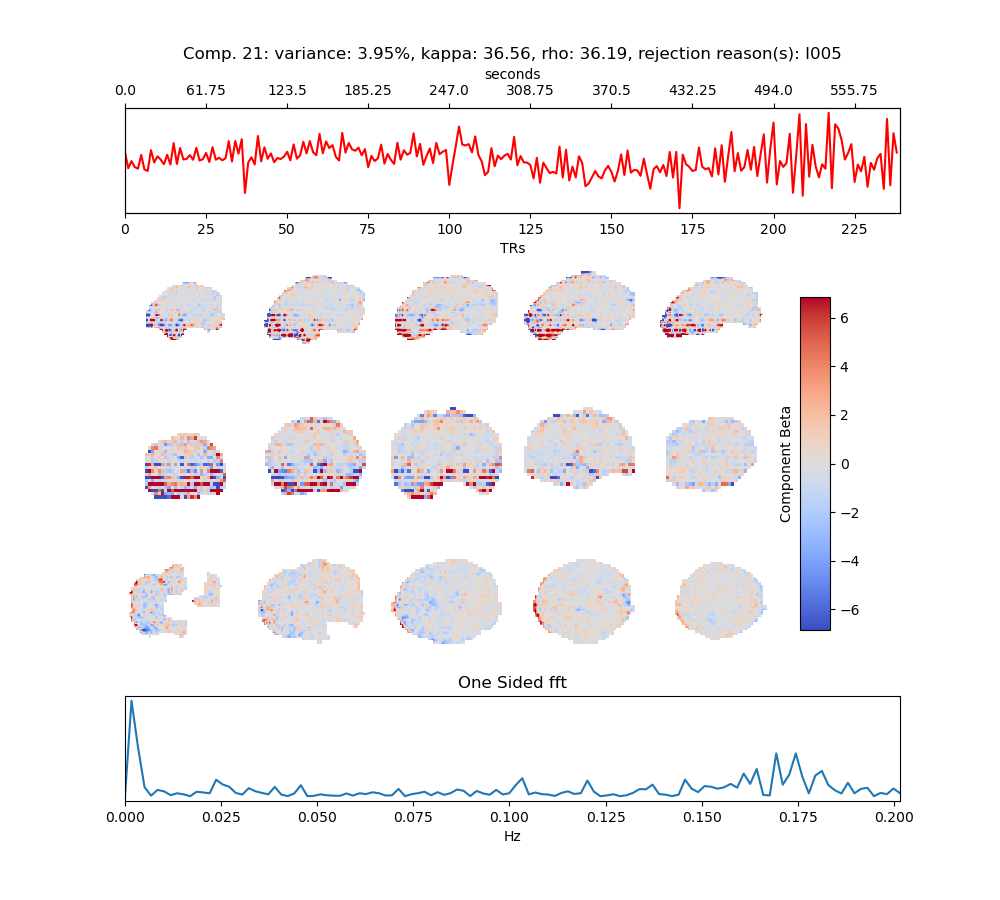 Comp. 21: variance: 3.95%, kappa: 36.56, rho: 36.19, rejection reason(s): I005
seconds
0.0 61.75 123.5 185.25 247.0 308.75 370.5 432.25 494.0 555.75
0 25 50 75 100 125 150 175 200 225
TRs
6
4
2
0
−2
−4
−6
Component Beta
One Sided fft
0.000 0.025 0.050 0.075 0.100 0.125 0.150 0.175 0.200
Hz